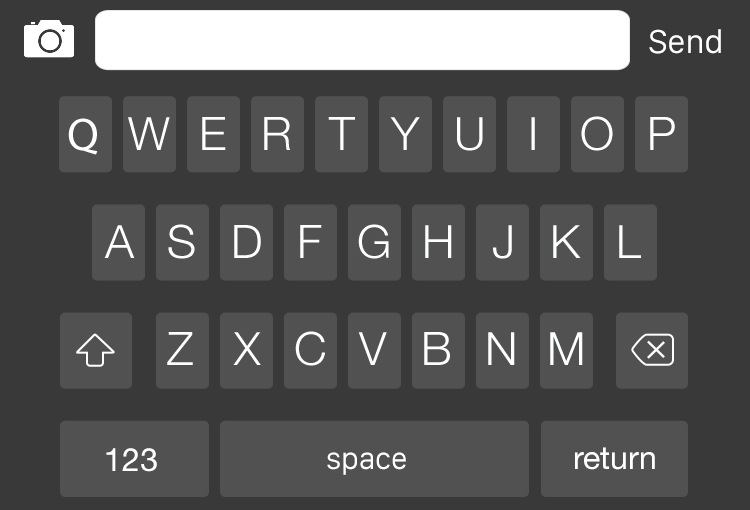 Send
Q W E R T Y U I O P
A S D F G H J K L
Z X C V B N M
123 space return